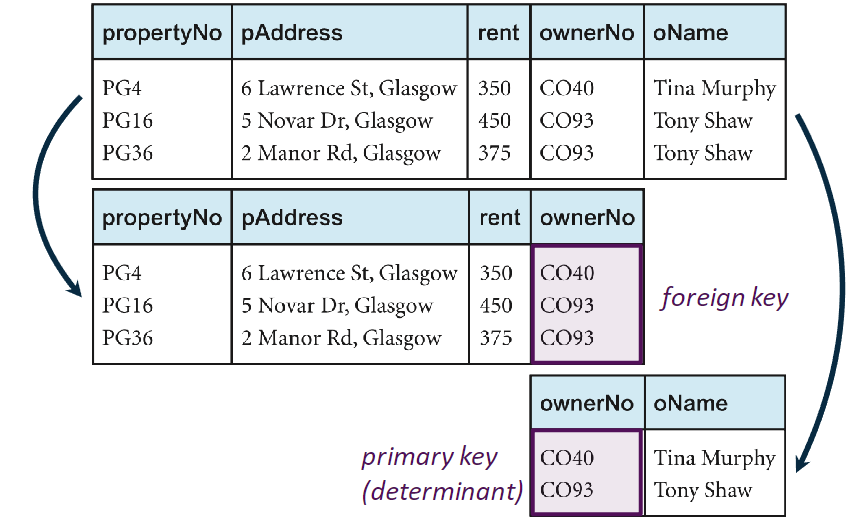 propertyNo pAddress rent ownerNo oName
PG4 6 Lawrence St, Glasgow 350 CO40 Tina Murphy
PG16 5 Novar Dr, Glasgow 450 CO93 Tony Shaw
PG36 2 Manor Rd, Glasgow 375 CO93 Tony Shaw
propertyNo pAddress rent ownerNo
PG4 6 Lawrence St, Glasgow 350 CO40
PG16 5 Novar Dr, Glasgow 450 CO93
PG36 2 Manor Rd, Glasgow 375 CO93
foreign key
ownerNo oName
CO40 Tina Murphy
CO93 Tony Shaw
primary key
(determinant)